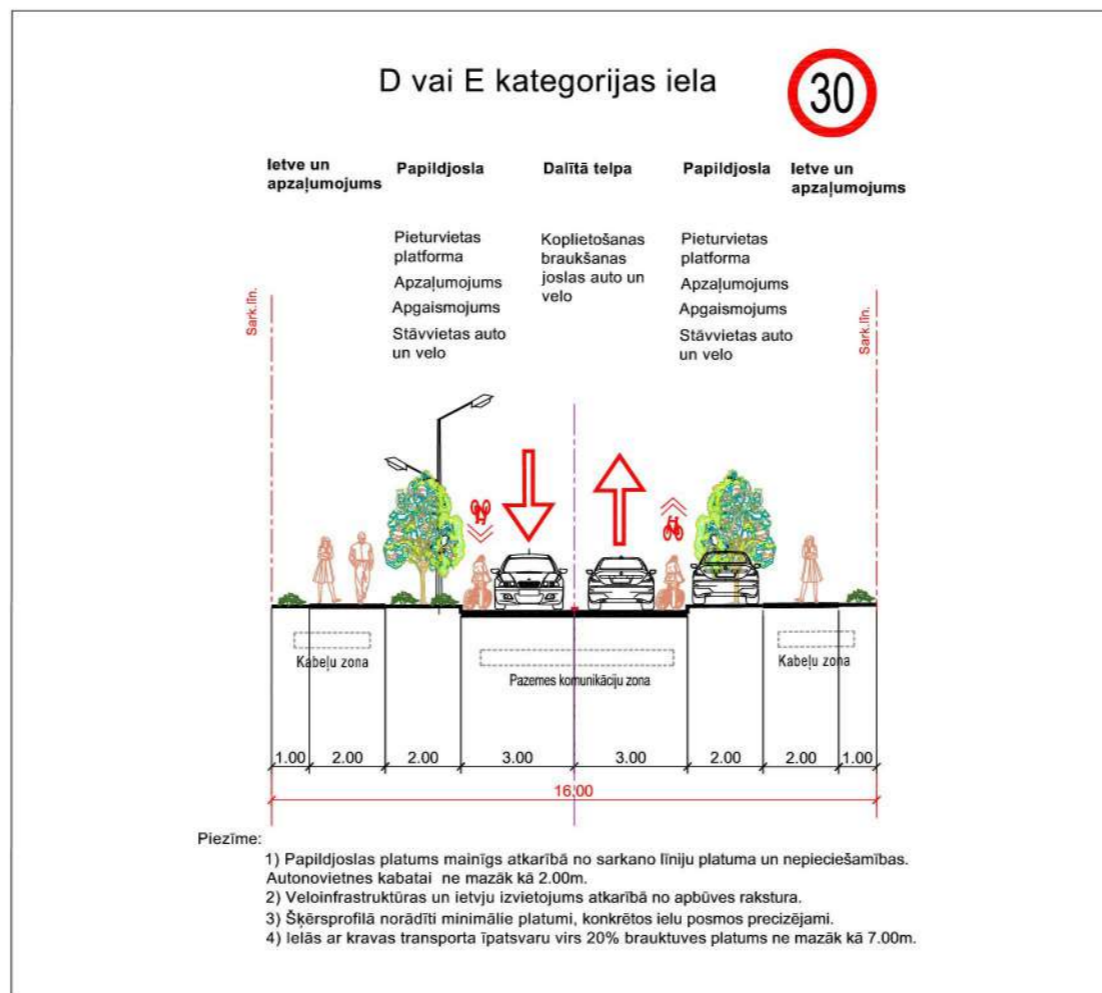 D vai E kategorijas iela
30
Ietve un
apzaļumojums
Papildjosla
Dalītā telpa
Papildjosla
Ietve un
apzaļumojums
Pieturvietas
platforma
Apzaļumojums
Apgaismojums
Stāvvietas auto
un velo
Koplietošanas
braukšanas
joslas auto un
velo
Pieturvietas
platforma
Apzaļumojums
Apgaismojums
Stāvvietas auto
un velo
Sark.līn.
Sark.līn.
Kabeļu zona
Pazemes komunikāciju zona
Kabeļu zona
1.00 2.00 2.00 3.00 3.00 2.00 2.00 1.00
16.00
Piezīme:
1) Papildjoslas platums mainīgs atkarībā no sarkano līniju platuma un nepieciešamības.
Autonovietnes kabatai ne mazāk kā 2.00m.
2) Veloinfrastruktūras un ietvju izvietojums atkarībā no apbūves rakstura.
3) Šķērsprofilā norādīti minimālie platumi, konkrētos ielu posmos precizējami.
4) Ielās ar kravas transporta īpatsvaru virs 20% brauktuves platums ne mazāk kā 7.00m.